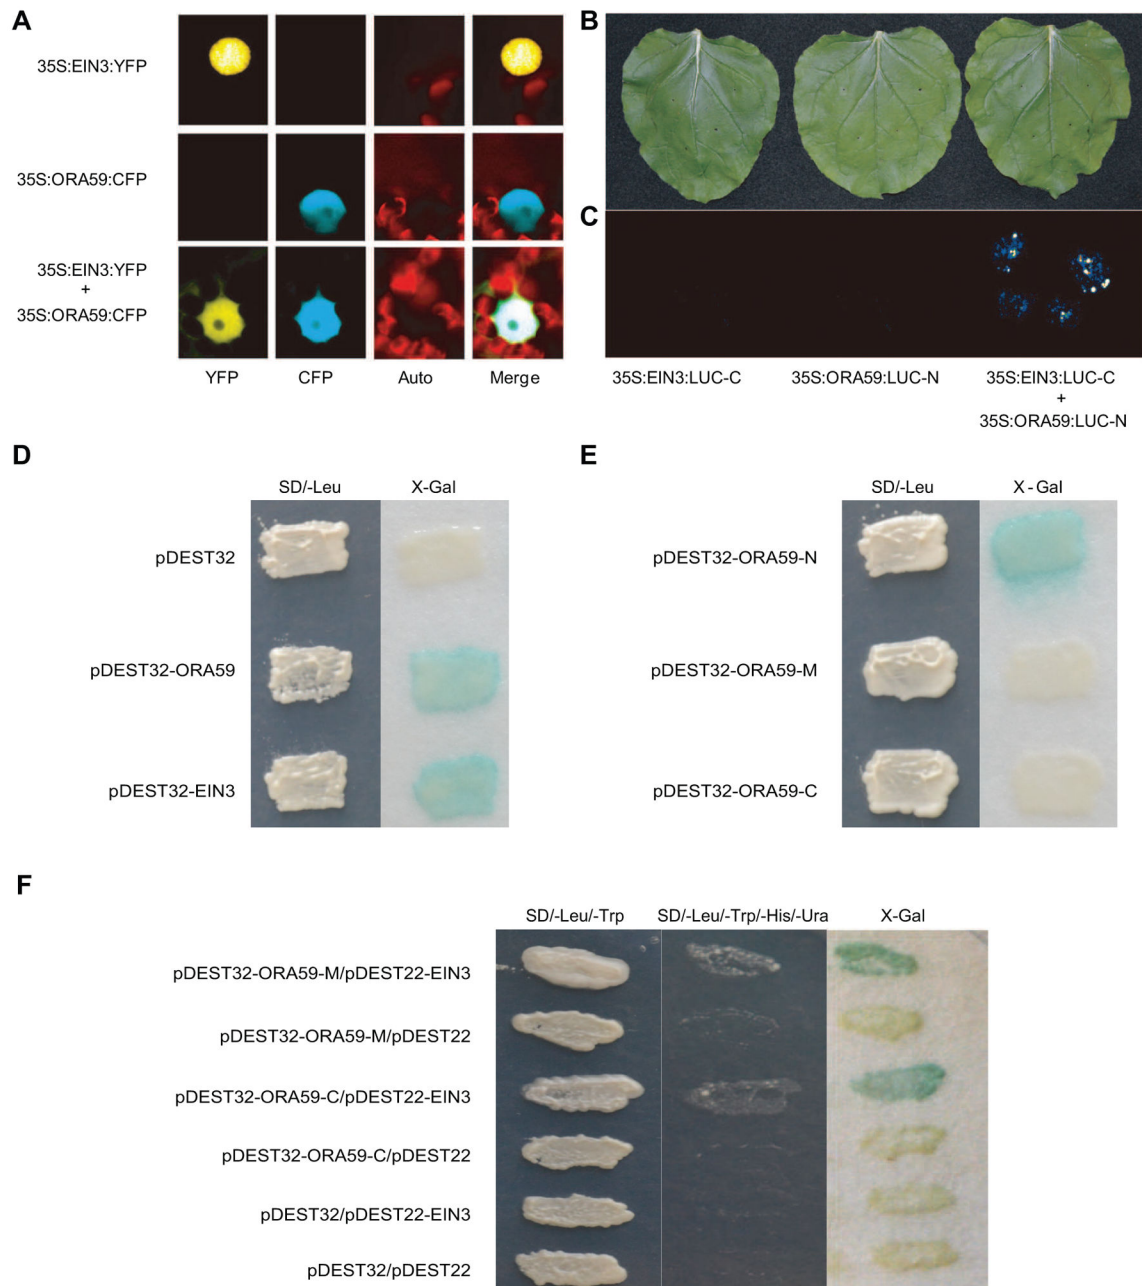 A
35S:EIN3:YFP
35S:ORA59:CFP
35S:EIN3:YFP
+
35S:ORA59:CFP
YFP CFP Auto Merge
B
C
35S:EIN3:LUC-C 35S:ORA59:LUC-N 35S:EIN3:LUC-C
+
35S:ORA59:LUC-N
D
SD/-Leu X-Gal
pDEST32
pDEST32-ORA59
pDEST32-EIN3
E
SD/-Leu X-Gal
pDEST32-ORA59-N
pDEST32-ORA59-M
pDEST32-ORA59-C
F
SD/-Leu/-Trp SD/-Leu/-Trp/-His/-Ura X-Gal
pDEST32-ORA59-M/pDEST22-EIN3
pDEST32-ORA59-M/pDEST22
pDEST32-ORA59-C/pDEST22-EIN3
pDEST32-ORA59-C/pDEST22
pDEST32/pDEST22-EIN3
pDEST32/pDEST22